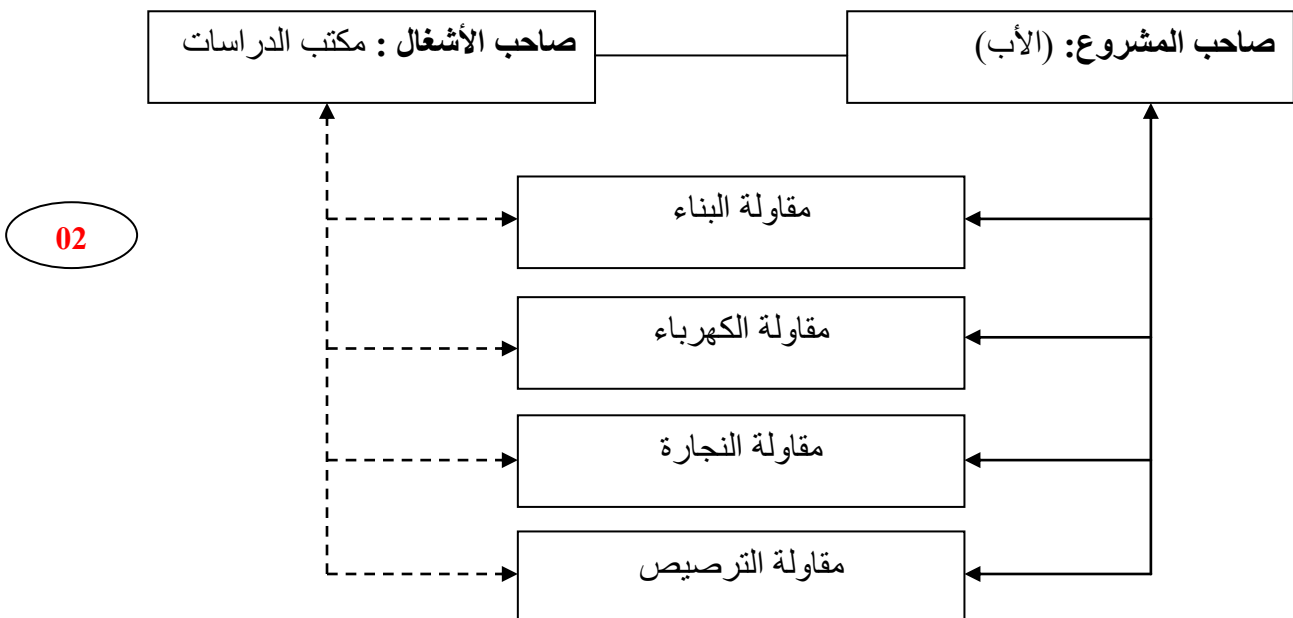 صاحب المشروع: (الأب)
صاحب الأشغال : مكتب الدراسات
مقاولة البناء
02
مقاولة الكهرباء
مقاولة النجارة
مقاولة الترصيص